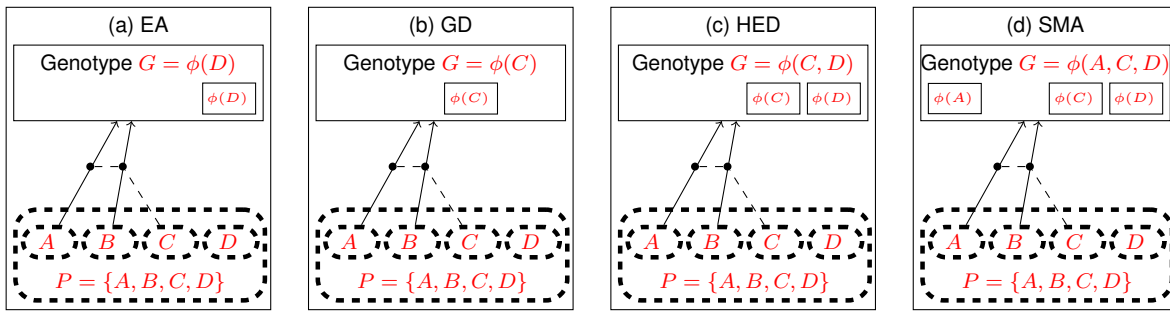 (a) EA
Genotype G = ϕ(D)
ϕ(D)
A B C D
P = {A, B, C, D}
(b) GD
Genotype G = ϕ(C)
ϕ(C)
A B C D
P = {A, B, C, D}
(c) HED
Genotype G = ϕ(C, D)
ϕ(C) ϕ(D)
A B C D
P = {A, B, C, D}
(d) SMA
Genotype G = ϕ(A, C, D)
ϕ(A) ϕ(C) ϕ(D)
A B C D
P = {A, B, C, D}